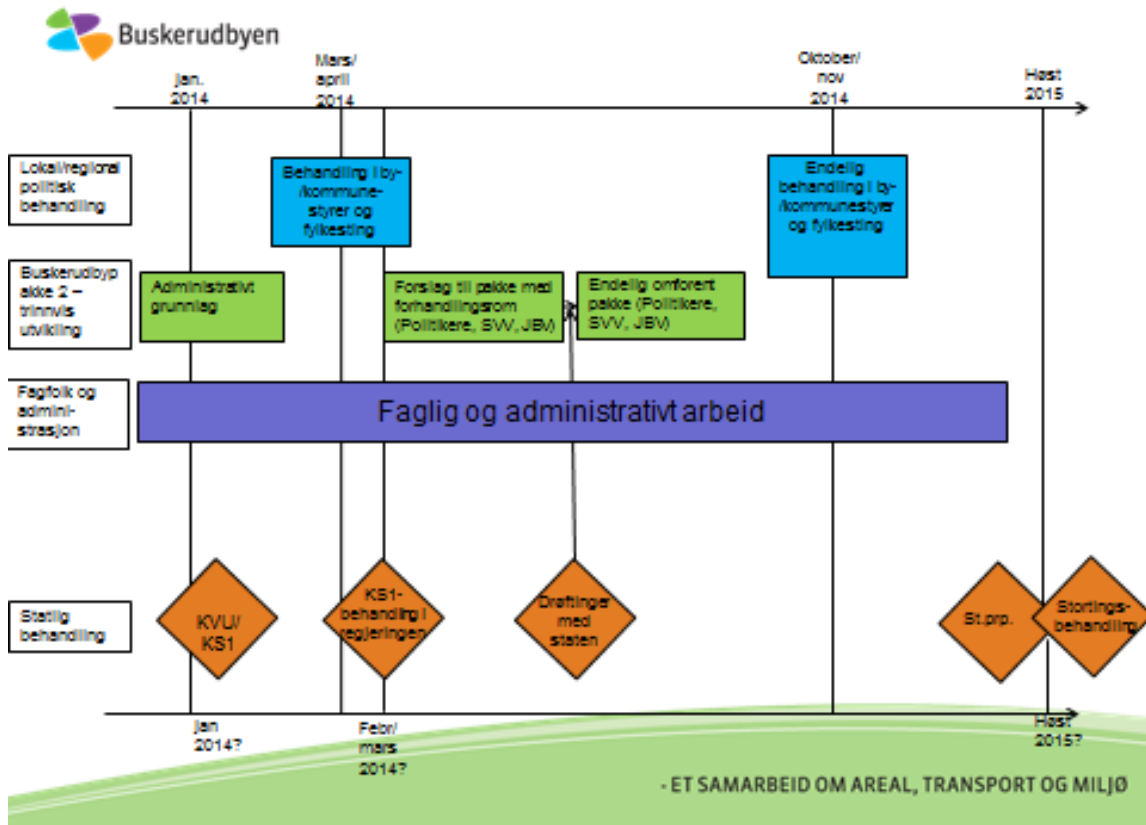 Buskerudbyen
jan.
2014
Mars/
april
2014
Oktober/
nov
2014
Høst
2015
Lokal/regional
politisk
behandling
Behandling i by-
/kommune-
styrer og
fylkesting
Endelig
behandling i by-
/kommunestyrer
og fylkesting
Buskerudbyp
akke 2 –
trinnvis
utvikling
Administrativt
grunnlag
Forslag til pakke med
forhandlingsrom
(Politikere, SVV, JBV)
Endelig omforent
pakke (Politikere,
SVV, JBV)
Fagfolk og
admini-
strasjon
Faglig og administrativt arbeid
Statlig
behandling
KVU/
KS1
KS1-
behandling i
regjeringen
Drøftinger
med
staten
St.prp.
Stortings-
behandling
jan
2014?
Febr/
mars
2014?
Høst
2015?
- ET SAMARBEID OM AREAL, TRANSPORT OG MILJØ